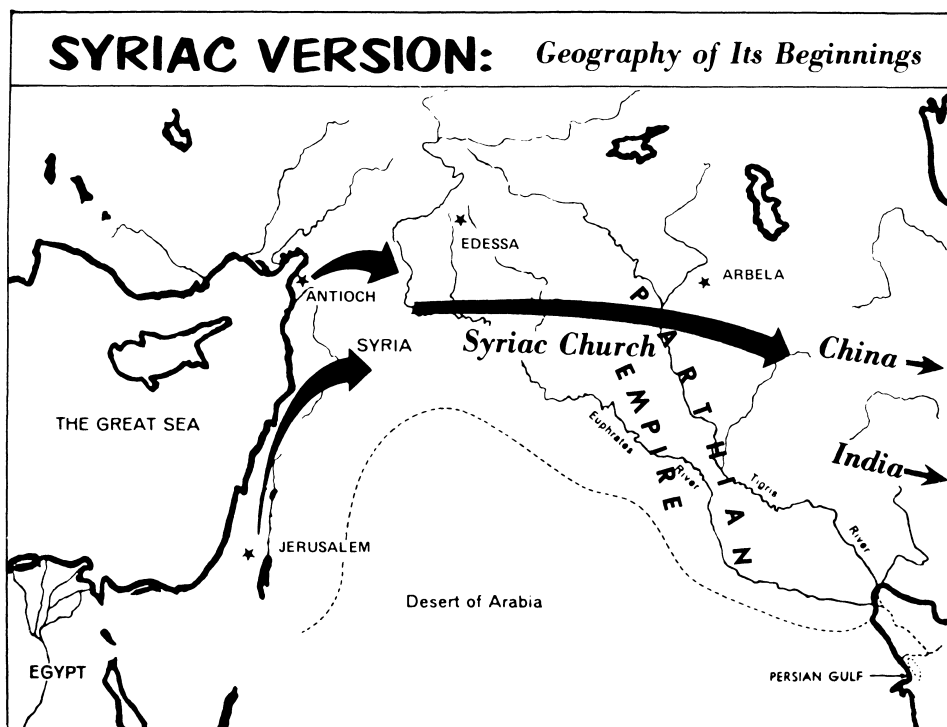 SYRIAC VERSION: Geography of Its Beginnings
EDESSA
ARBELA
ANTIOCH
SYRIA
Syriac Church
China
PARTHIAN
EMPIRE
THE GREAT SEA
Euphrates
River
India
Tigris
River
JERUSALEM
Desert of Arabia
EGYPT
PERSIAN GULF